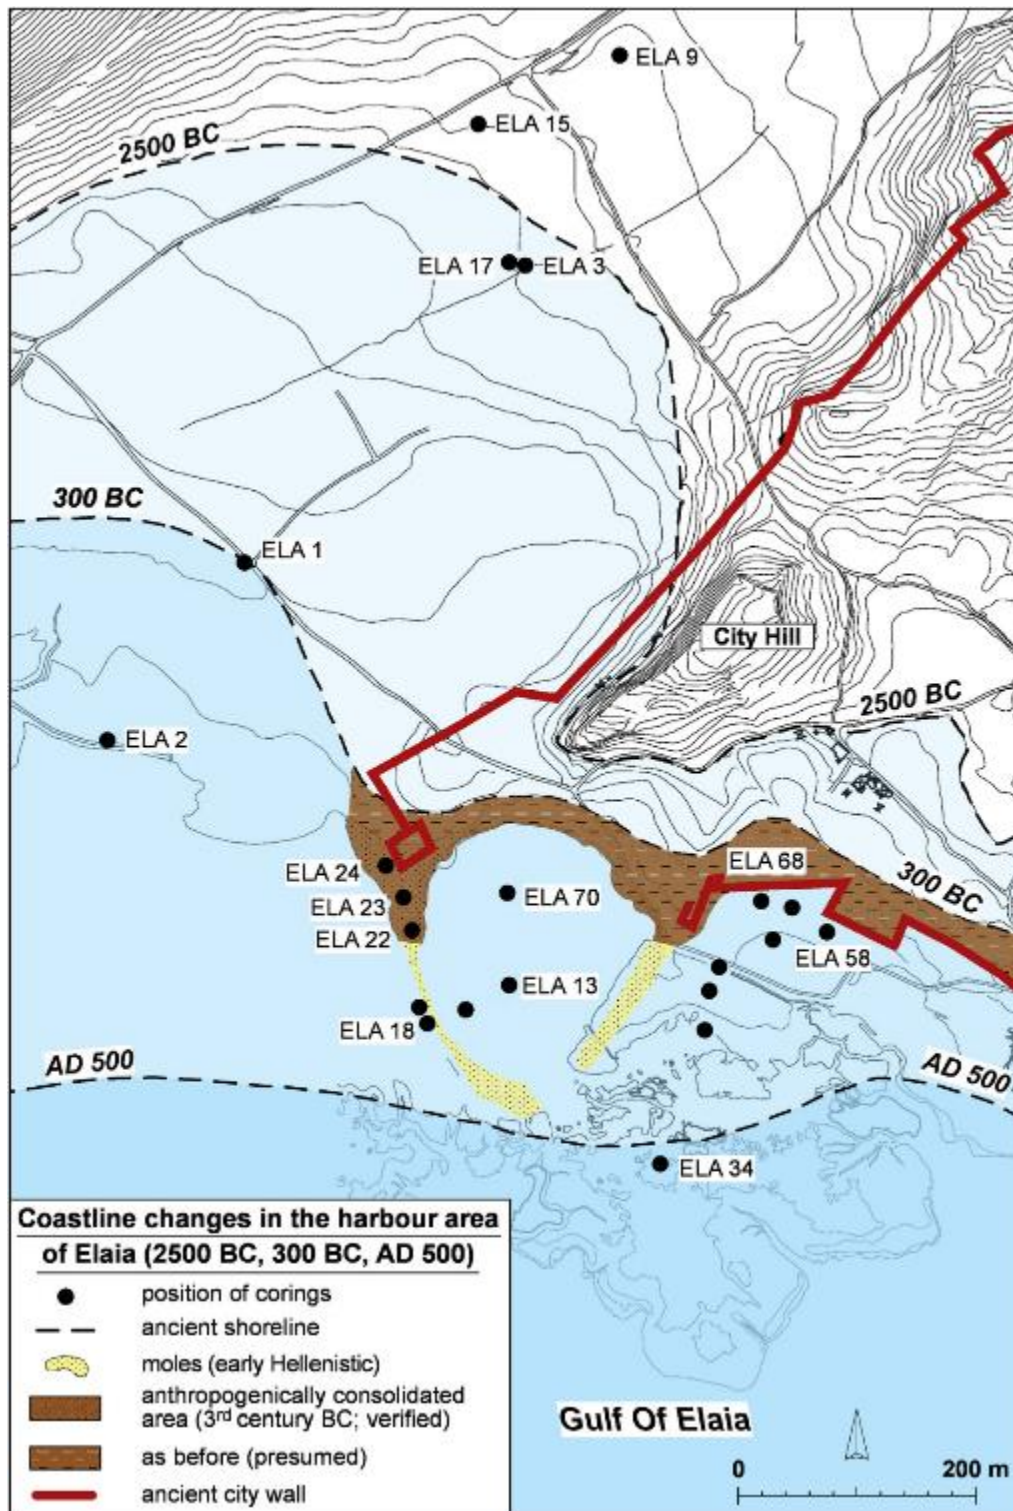 ELA 9
ELA 15
2500 BC
ELA 17
ELA 3
300 BC
ELA 1
City Hill
2500 BC
ELA 2
ELA 68
ELA 24
300 BC
ELA 70
ELA 23
ELA 22
ELA 58
ELA 13
ELA 18
AD 500
AD 500
ELA 34
Coastline changes in the harbour area
of Elaia (2500 BC, 300 BC, AD 500)
position of corings
ancient shoreline
moles (early Hellenistic)
anthropogenically consolidated
area (3rd century BC; verified)
as before (presumed)
ancient city wall
Gulf Of Elaia
0 200 m